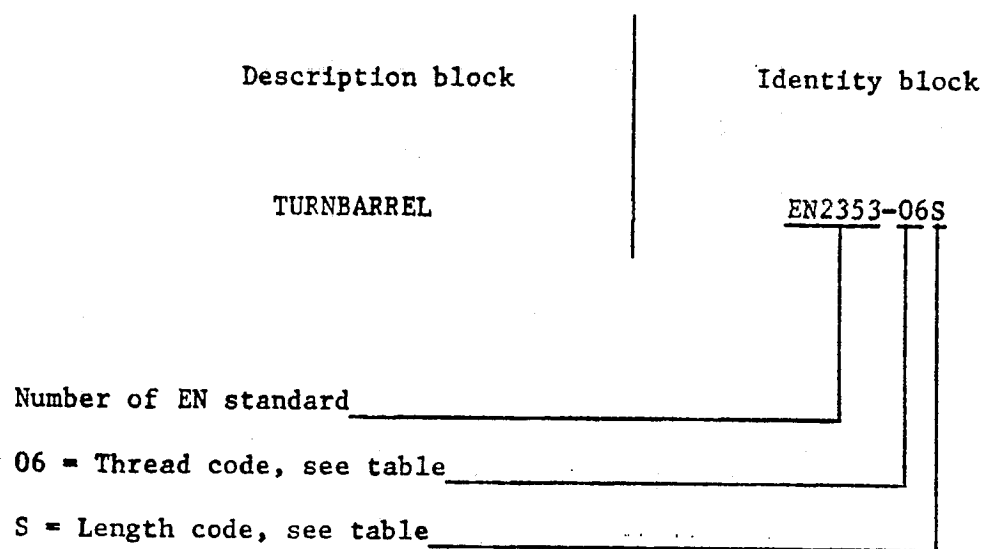 Description block
Identity block
TURNBARREL
EN2353-06S
Number of EN standard
06 = Thread code, see table
S = Length code, see table